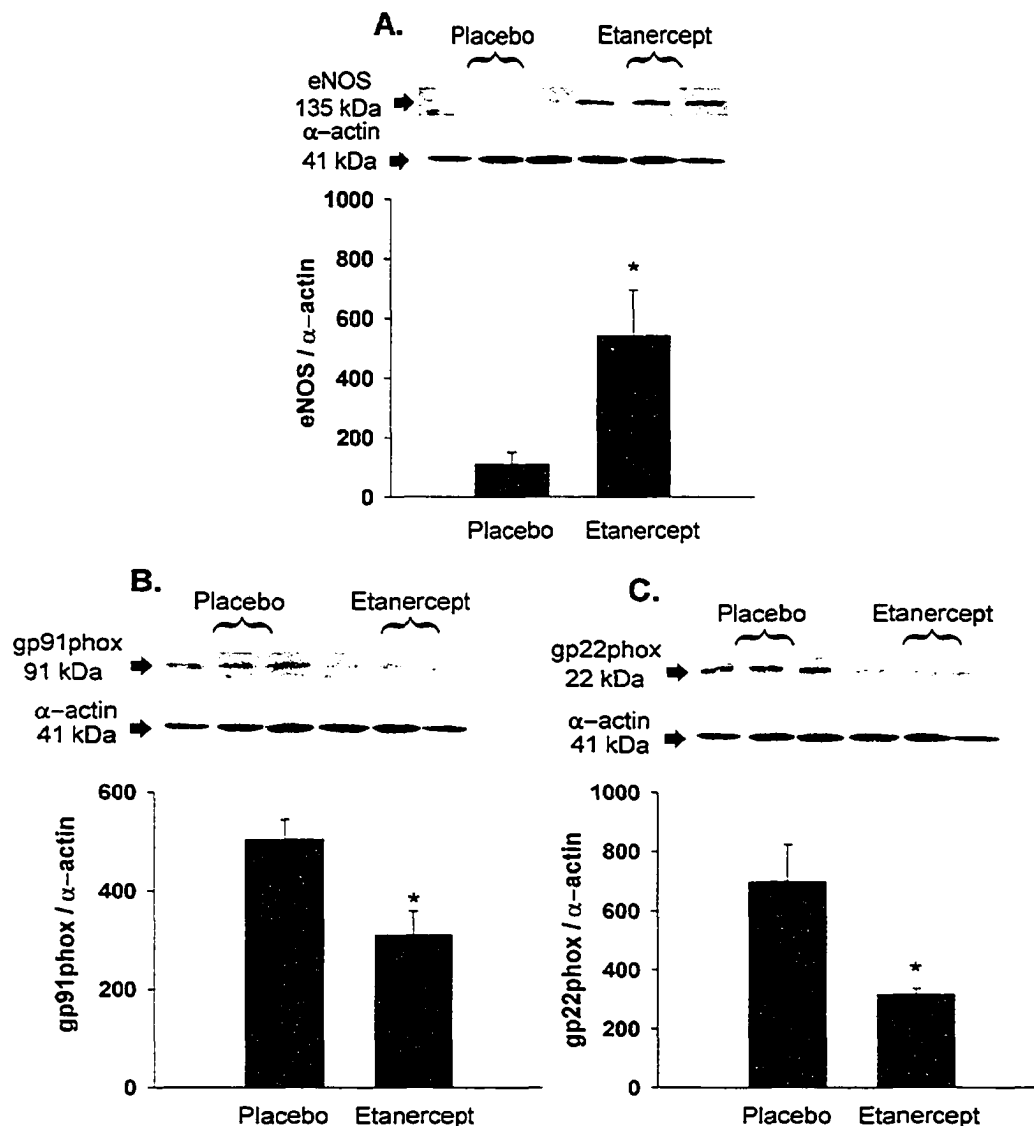 A.
Placebo Etanercept
eNOS
135 kDa
α–actin
41 kDa
1000
800
600
400
200
0
eNOS / α–actin
*
Placebo Etanercept
B.
Placebo Etanercept
gp91phox
91 kDa
α–actin
41 kDa
600
400
200
0
gp91phox / α–actin
*
Placebo Etanercept
C.
Placebo Etanercept
gp22phox
22 kDa
α–actin
41 kDa
1000
800
600
400
200
0
gp22phox / α–actin
*
Placebo Etanercept